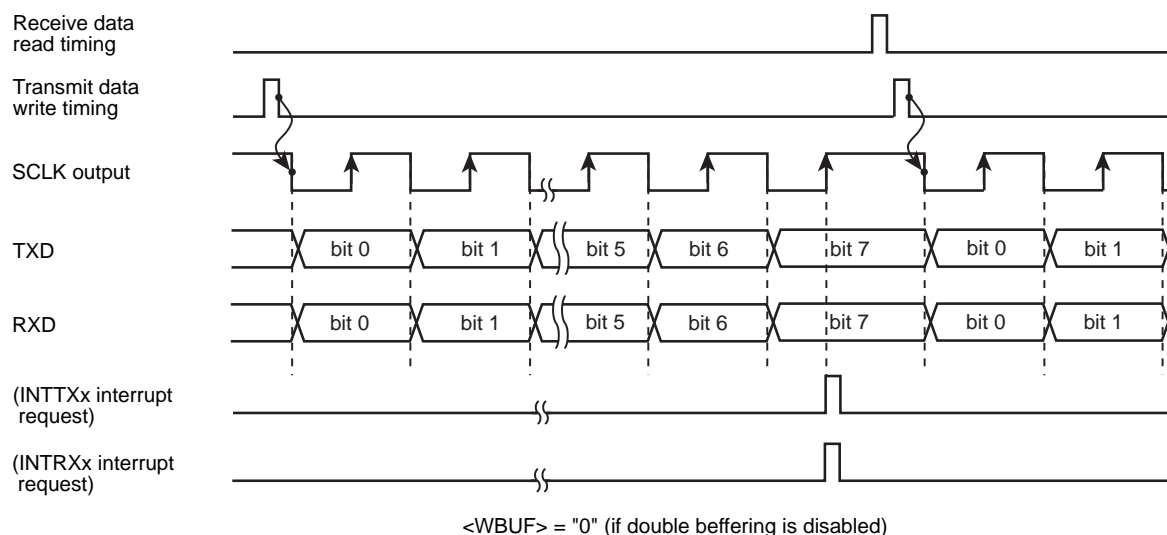 Receive data
read timing
Transmit data
write timing
SCLK output
TXD
bit 0
bit 1
bit 5
bit 6
bit 7
bit 0
bit 1
RXD
bit 0
bit 1
bit 5
bit 6
bit 7
bit 0
bit 1
(INTTXx interrupt
request)
(INTRXx interrupt
request)
<WBUF> = "0" (if double beffering is disabled)